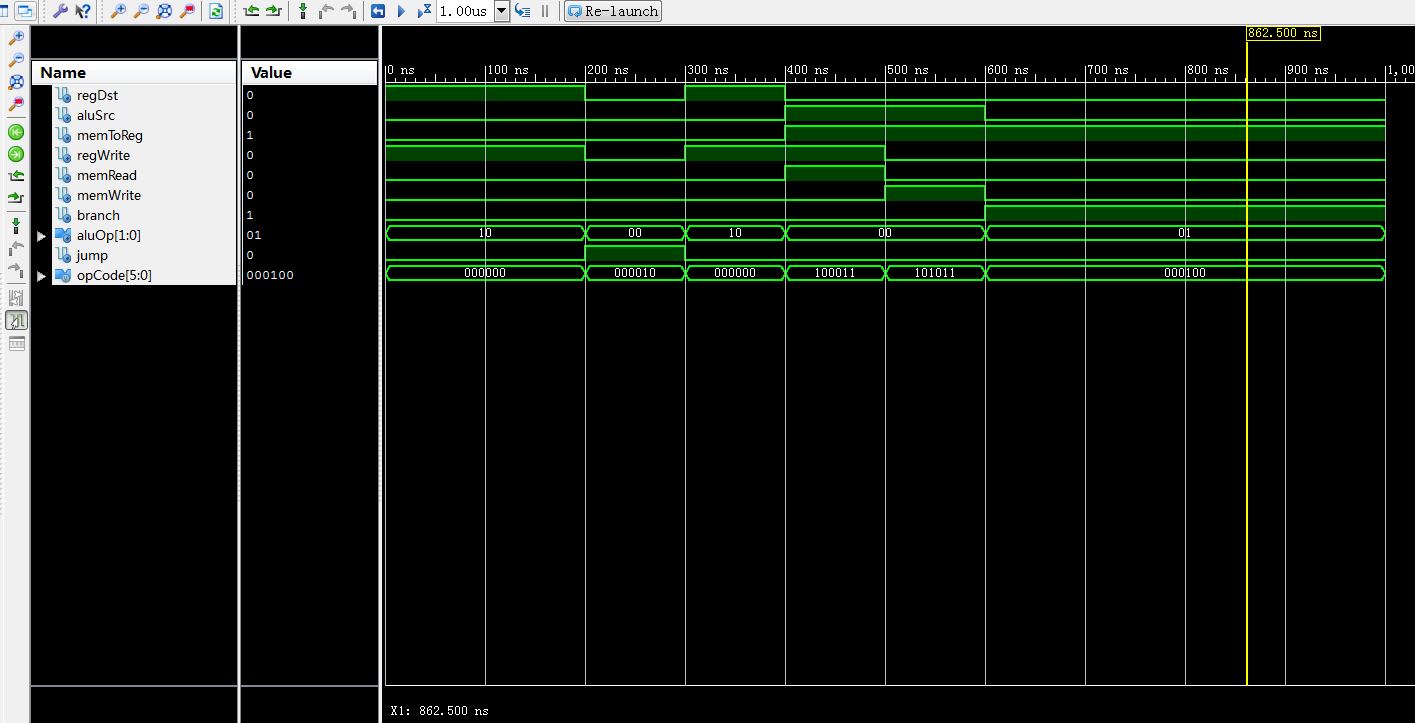 1.00us Re-launch
862.500 ns
Name Value
0 ns 100 ns 200 ns 300 ns 400 ns 500 ns 600 ns 700 ns 800 ns 900 ns 1,00
regDst 0
aluSrc 0
memToReg 1
regWrite 0
memRead 0
memWrite 0
branch 1
aluOp[1:0] 01 10 00 10 00 01
jump 0
opCode[5:0] 000100 000000 000010 000000 100011 101011 000100
X1: 862.500 ns